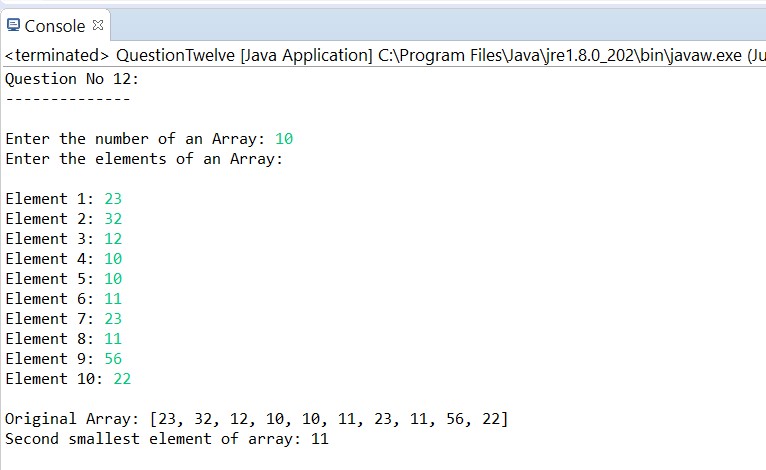 Console
<terminated> QuestionTwelve [Java Application] C:\Program Files\Java\jre1.8.0_202\bin\javaw.exe (Ju
Question No 12:
--------------
Enter the number of an Array: 10
Enter the elements of an Array:
Element 1: 23
Element 2: 32
Element 3: 12
Element 4: 10
Element 5: 10
Element 6: 11
Element 7: 23
Element 8: 11
Element 9: 56
Element 10: 22
Original Array: [23, 32, 12, 10, 10, 11, 23, 11, 56, 22]
Second smallest element of array: 11